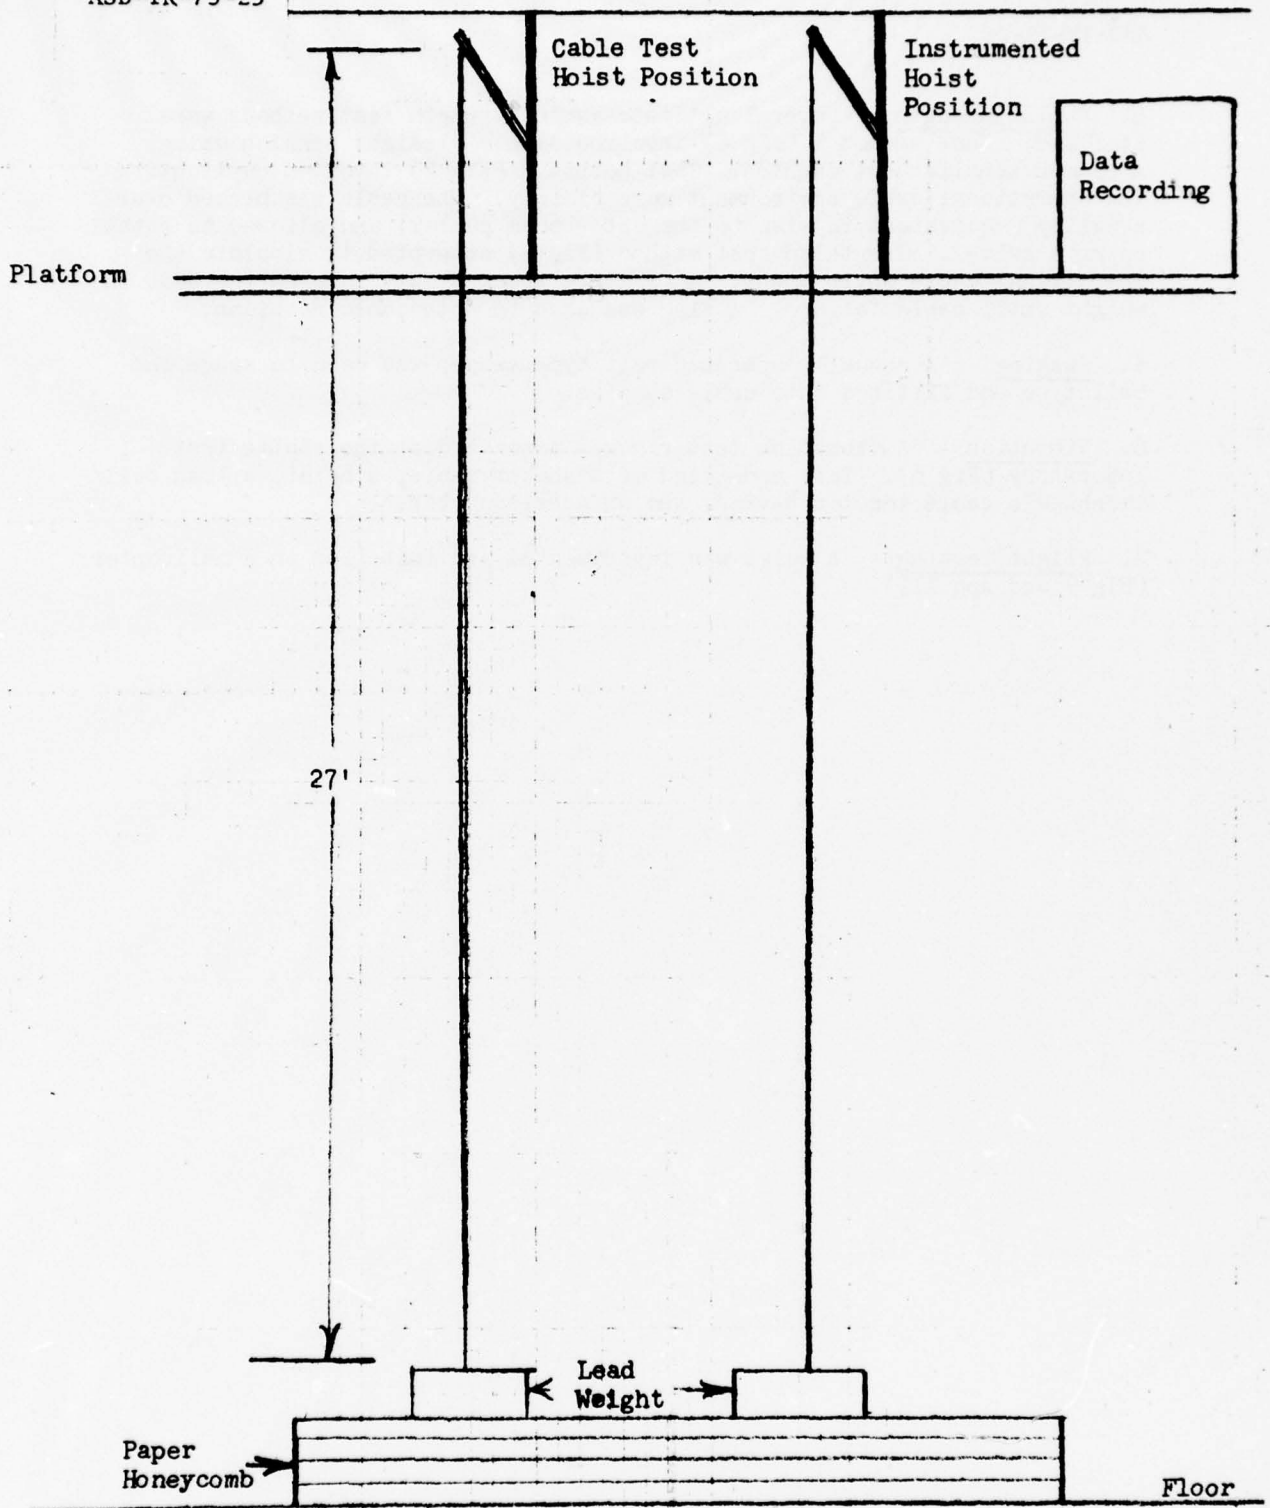 Cable Test
Hoist Position
Instrumented
Hoist
Position
Data
Recording
Platform
27'
Lead
Weight
Paper
Honeycomb
Floor